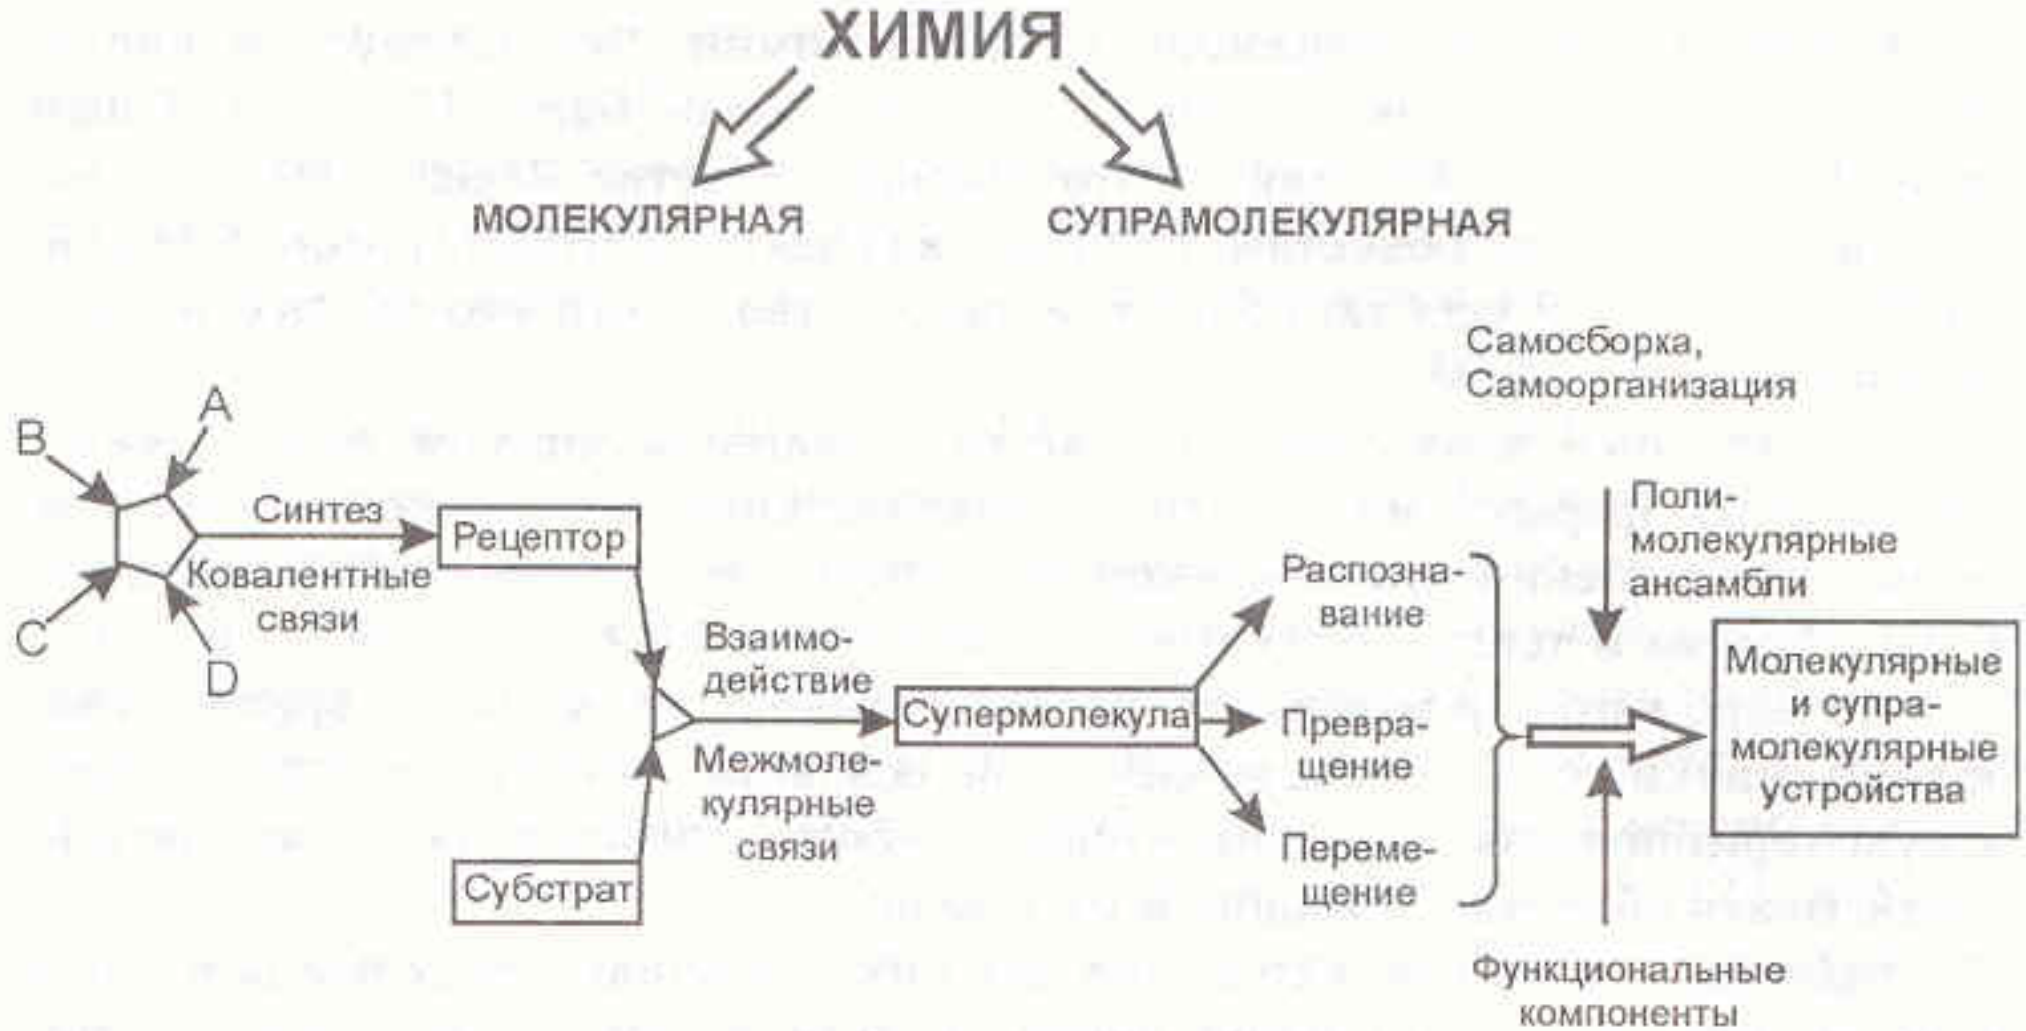 ХИМИЯ
МОЛЕКУЛЯРНАЯ
СУПРАМОЛЕКУЛЯРНАЯ
Самосборка,
Самоорганизация
A
B
C
D
Синтез
Ковалентные
связи
Рецептор
Субстрат
Взаимо-
действие
Межмоле-
кулярные
связи
Супермолекула
Распозна-
вание
Превра-
щение
Переме-
щение
Поли-
молекулярные
ансамбли
Функциональные
компоненты
Молекулярные
и супра-
молекулярные
устройства